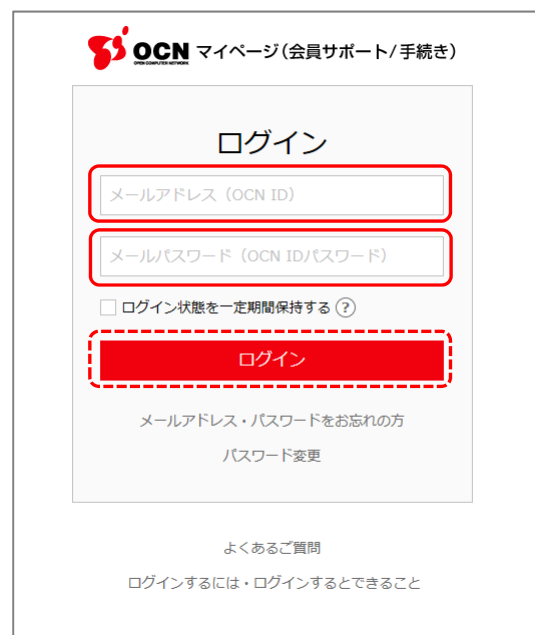 OCN マイページ(会員サポート/手続き)
OPEN COMPUTER NETWORK
ログイン
メールアドレス（OCN ID）
メールパスワード（OCN IDパスワード）
ログイン状態を一定期間保持する ?
ログイン
メールアドレス・パスワードをお忘れの方
パスワード変更
よくあるご質問
ログインするには・ログインするとできること